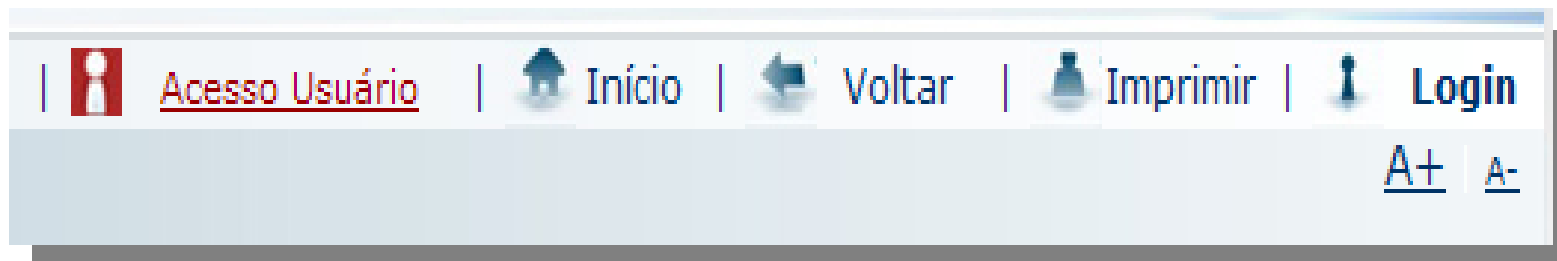 | Acesso Usuário | Início | Voltar | Imprimir | Login
A+ | A-